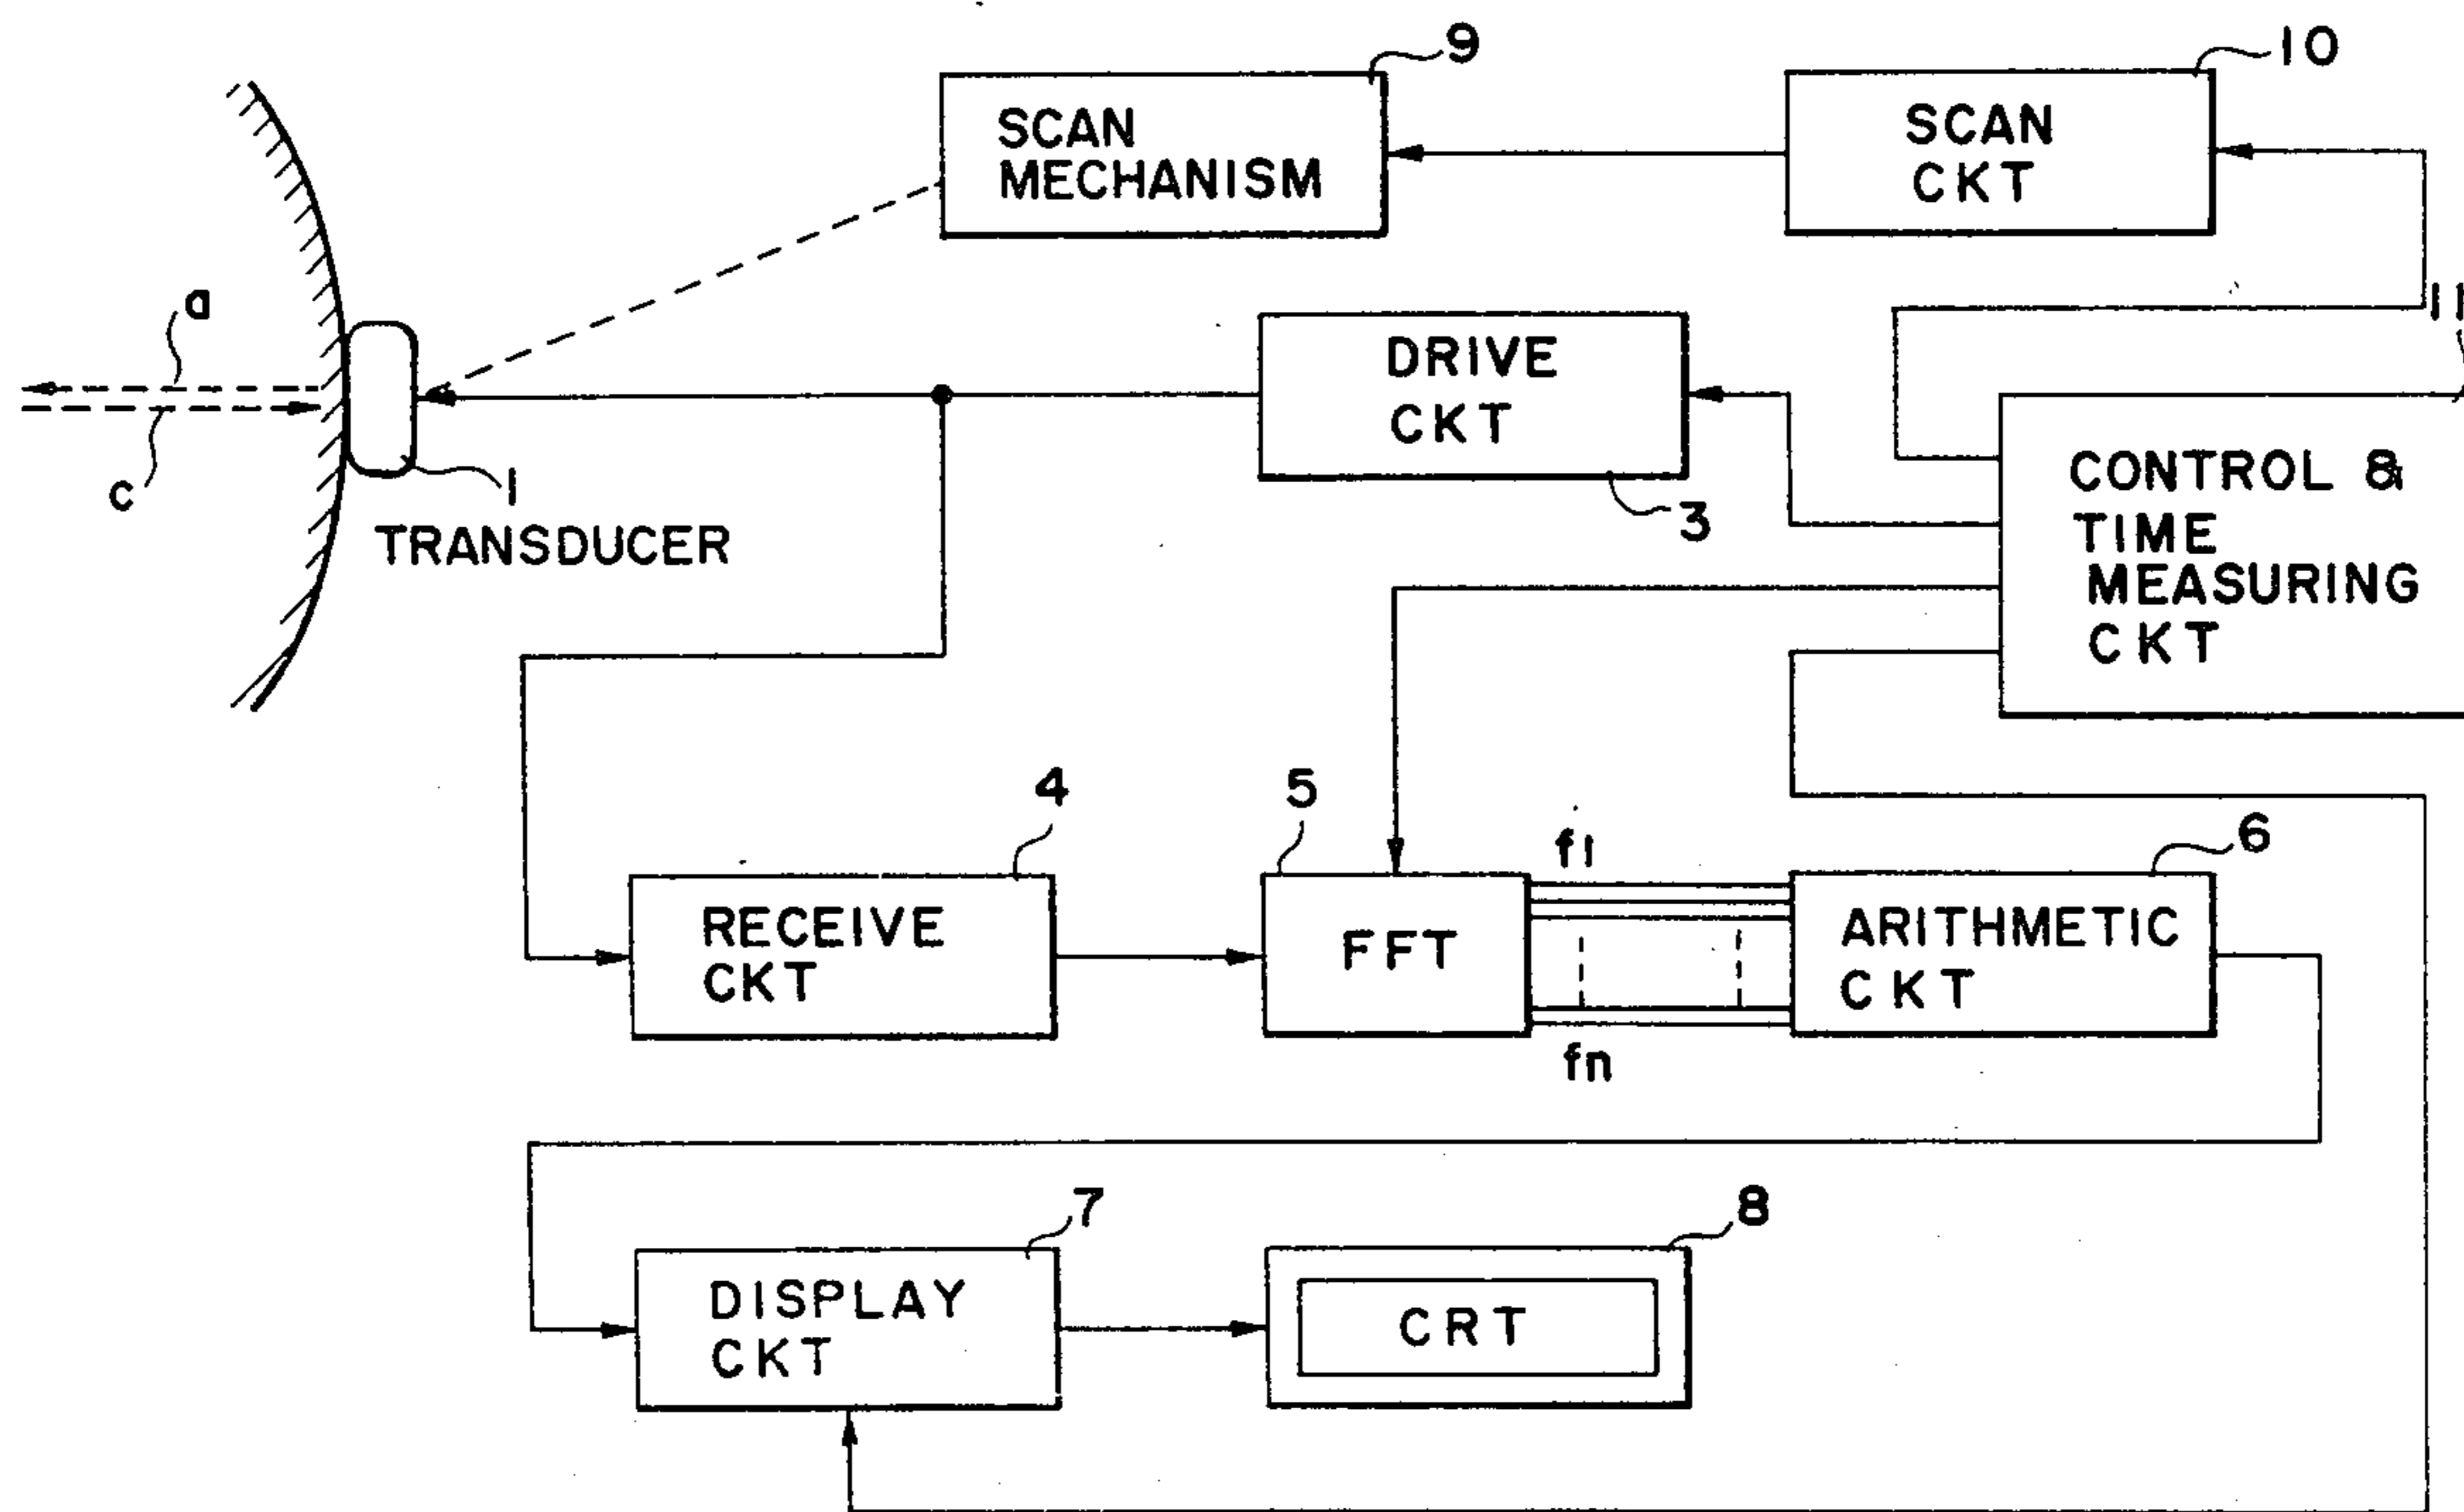 9
10
SCAN
MECHANISM
SCAN
CKT
a
11
DRIVE
CKT
c
1
TRANSDUCER
3
CONTROL &
TIME
MEASURING
CKT
4
5
f1
6
RECEIVE
CKT
FFT
ARITHMETIC
CKT
fn
7
8
DISPLAY
CKT
CRT